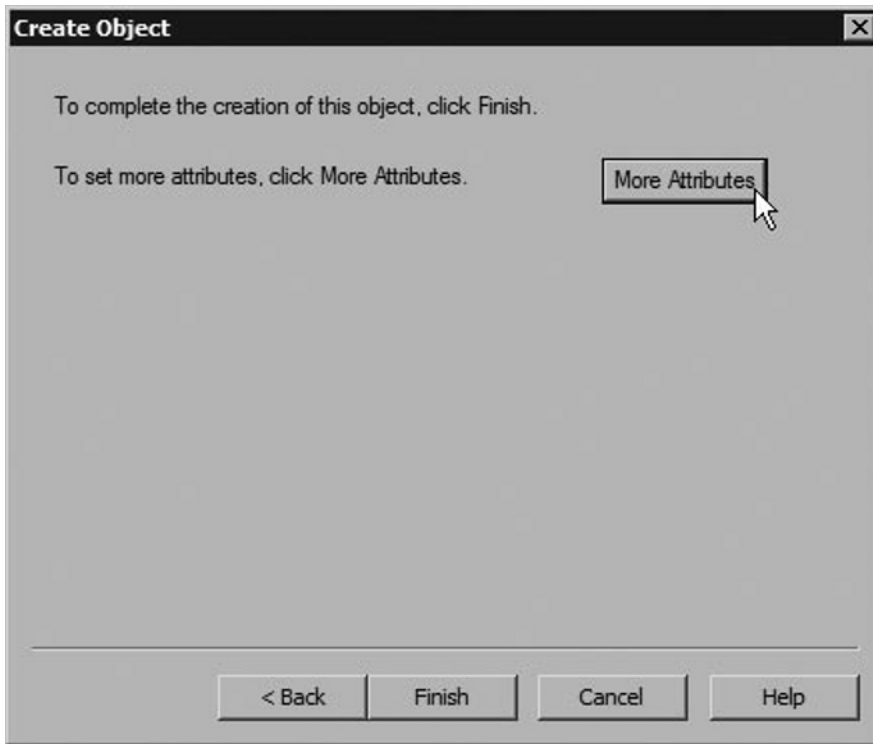 Create Object
To complete the creation of this object, click Finish.
To set more attributes, click More Attributes.
More Attributes
< Back
Finish
Cancel
Help